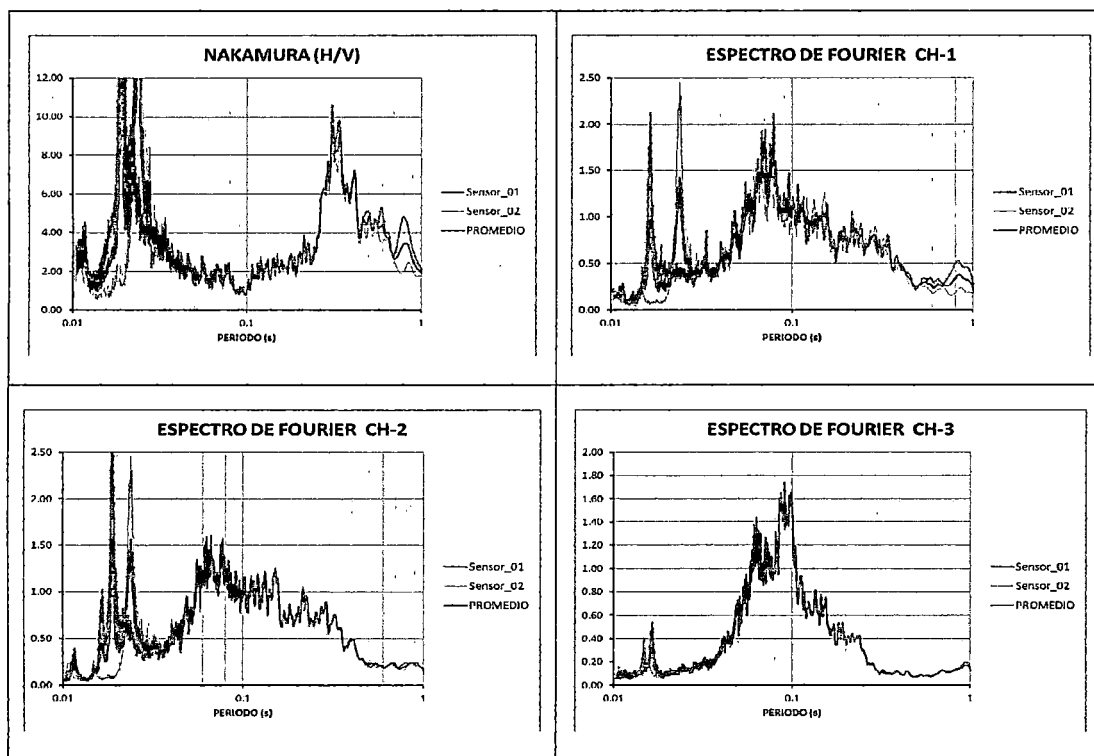 NAKAMURA (H/V)
12.00
10.00
8.00
6.00
4.00
2.00
0.00
0.01
0.1
1
PERIODO (s)
Sensor_01
Sensor_02
PROMEDIO
ESPECTRO DE FOURIER CH-1
2.50
2.00
1.50
1.00
0.50
0.00
0.01
0.1
1
PERIODO (s)
Sensor_01
Sensor_02
PROMEDIO
ESPECTRO DE FOURIER CH-2
2.50
2.00
1.50
1.00
0.50
0.00
0.01
0.1
1
PERIODO (s)
Sensor_01
Sensor_02
PROMEDIO
ESPECTRO DE FOURIER CH-3
2.00
1.80
1.60
1.40
1.20
1.00
0.80
0.60
0.40
0.20
0.00
0.01
0.1
1
PERIODO (s)
Sensor_01
Sensor_02
PROMEDIO